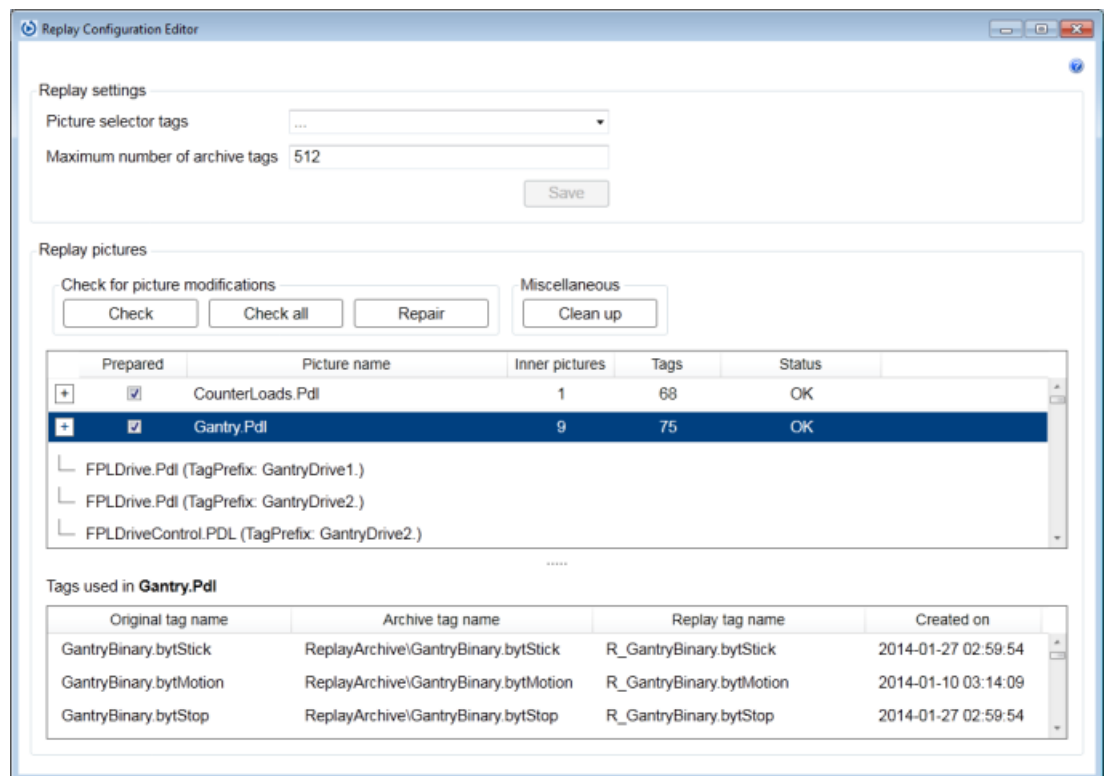 Replay Configuration Editor
Replay settings
Picture selector tags ...
Maximum number of archive tags 512
Save
Replay pictures
Check for picture modifications Miscellaneous
Check Check all Repair Clean up
Prepared Picture name Inner pictures Tags Status
CounterLoads.Pdl 1 68 OK
Gantry.Pdl 9 75 OK
FPLDrive.Pdl (TagPrefix: GantryDrive1.)
FPLDrive.Pdl (TagPrefix: GantryDrive2.)
FPLDriveControl.PDL (TagPrefix: GantryDrive2.)
Tags used in Gantry.Pdl
Original tag name Archive tag name Replay tag name Created on
GantryBinary.bytStick ReplayArchive\GantryBinary.bytStick R_GantryBinary.bytStick 2014-01-27 02:59:54
GantryBinary.bytMotion ReplayArchive\GantryBinary.bytMotion R_GantryBinary.bytMotion 2014-01-10 03:14:09
GantryBinary.bytStop ReplayArchive\GantryBinary.bytStop R_GantryBinary.bytStop 2014-01-27 02:59:54